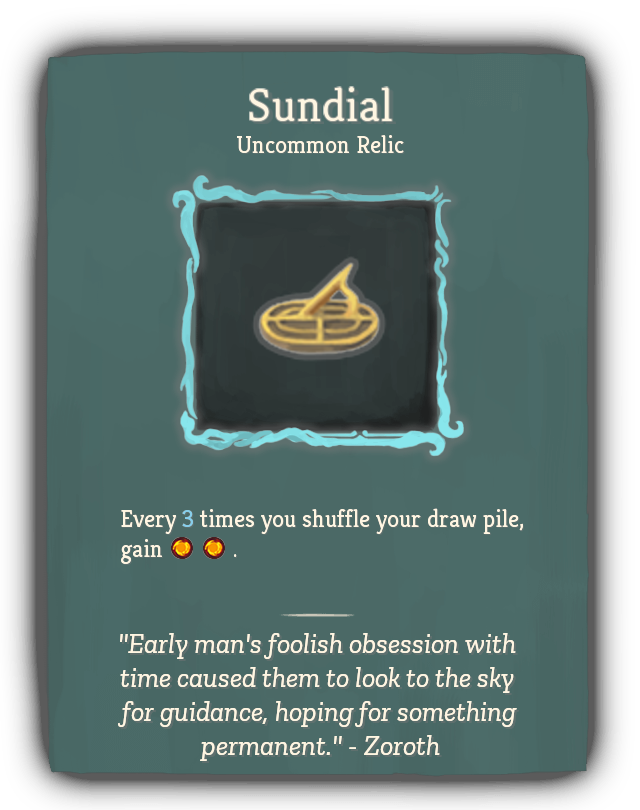 Sundial
Uncommon Relic
Every 3 times you shuffle your draw pile,
gain .
"Early man's foolish obsession with
time caused them to look to the sky
for guidance, hoping for something
permanent." - Zoroth